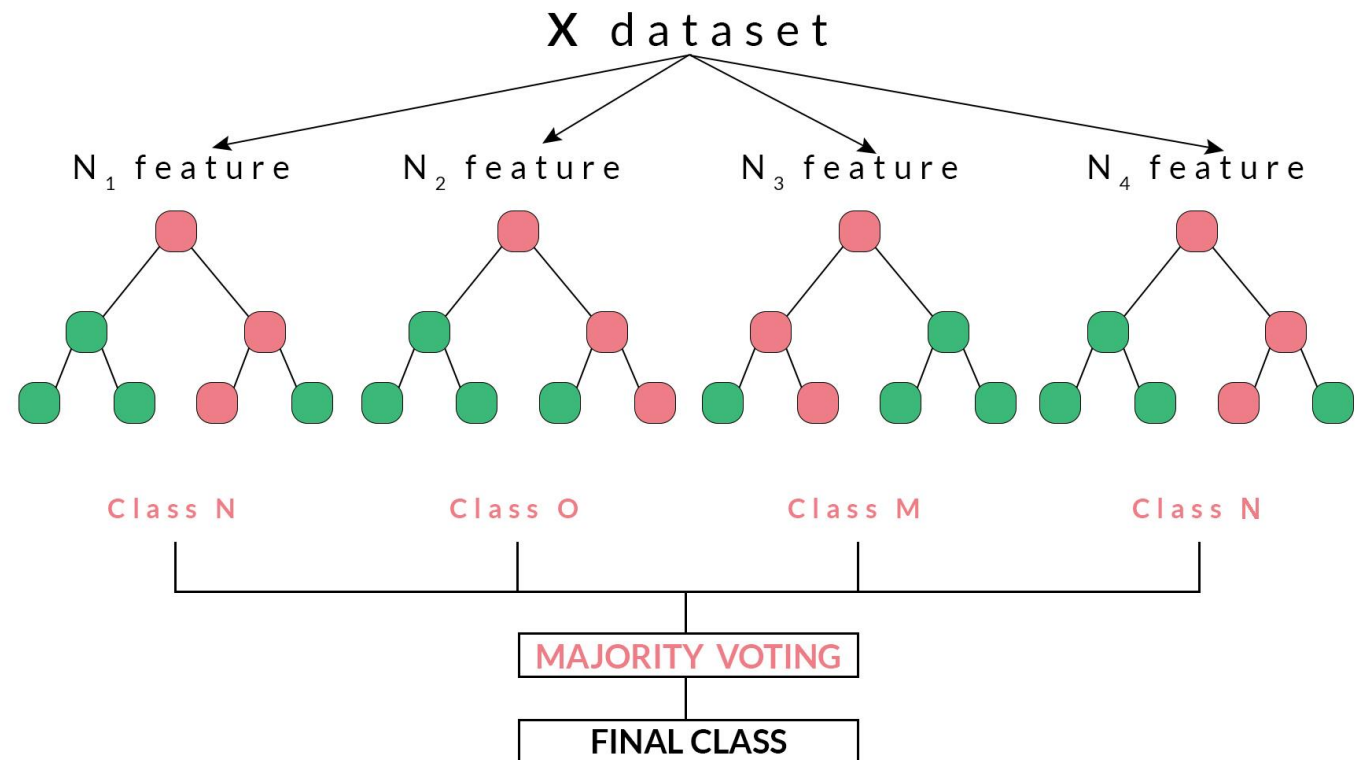 X dataset
N1 feature N2 feature N3 feature N4 feature
Class N Class O Class M Class N
MAJORITY VOTING
FINAL CLASS